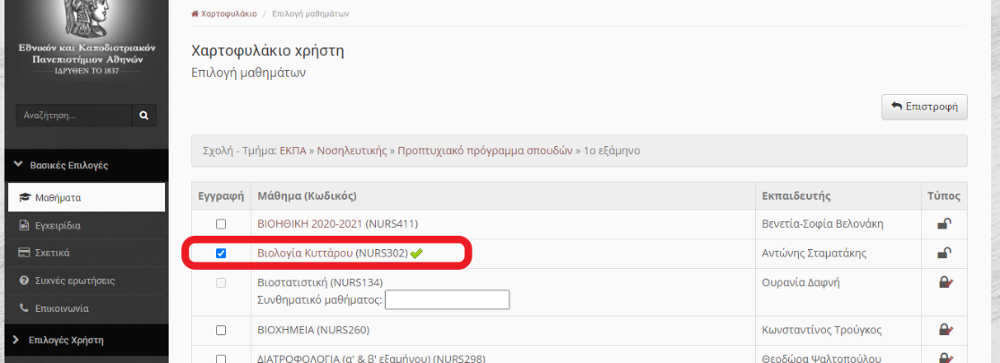 Εθνικόν και Καποδιστριακόν
Πανεπιστήμιον Αθηνών
ΙΔΡΥΘΕΝ ΤΟ 1837
Αναζήτηση...
Βασικές Επιλογές
Μαθήματα
Εγχειρίδια
Σχετικά
Συχνές ερωτήσεις
Επικοινωνία
Επιλογές Χρήστη
Χαρτοφυλάκιο / Επιλογή μαθημάτων
Χαρτοφυλάκιο χρήστη
Επιλογή μαθημάτων
Επιστροφή
Σχολή - Τμήμα: ΕΚΠΑ » Νοσηλευτικής » Προπτυχιακό πρόγραμμα σπουδών » 1ο εξάμηνο
Εγγραφή Μάθημα (Κωδικός) Εκπαιδευτής Τύπος
ΒΙΟΗΘΙΚΗ 2020-2021 (NURS411) Βενετία-Σοφία Βελονάκη
Βιολογία Κυττάρου (NURS302) Αντώνης Σταματάκης
Βιοστατιστική (NURS134) Ουρανία Δαφνή
Συνθηματικό μαθήματος:
ΒΙΟΧΗΜΕΙΑ (NURS260) Κωνσταντίνος Τρούγκος
ΔΙΑΤΡΟΦΟΛΟΓΙΑ (α' & β' εξαμήνου) (NURS298) Θεοδώρα Ψαλτοπούλου